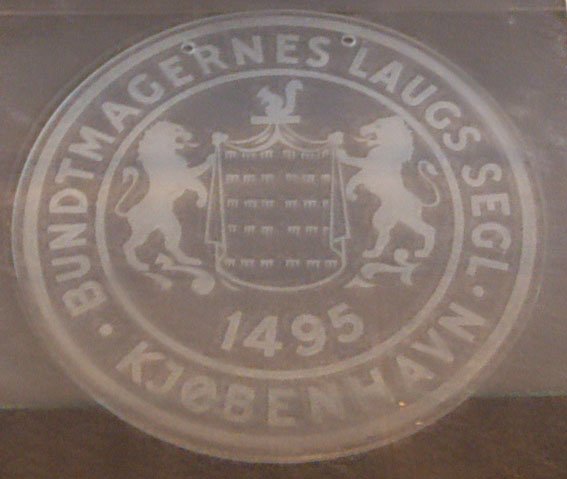 BUNDTMAGERNES LAUGS SEGL ·
KJØBENHAVN ·
1495